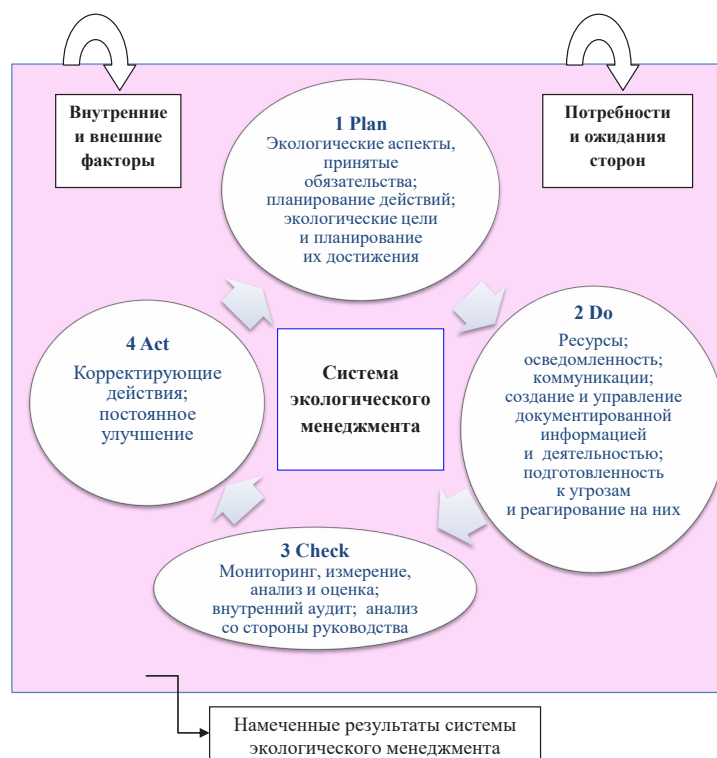 Внутренние
и внешние
факторы
Потребности
и ожидания
сторон
1 Plan
Экологические аспекты,
принятые
обязательства;
планирование действий;
экологические цели
и планирование
их достижения
2 Do
Ресурсы;
осведомленность;
коммуникации;
создание и управление
документированной
информацией
и деятельностью;
подготовленность
к угрозам
и реагирование на них
4 Act
Корректирующие
действия;
постоянное
улучшение
Система
экологического
менеджмента
3 Check
Мониторинг, измерение,
анализ и оценка;
внутренний аудит; анализ
со стороны руководства
Намеченные результаты системы
экологического менеджмента